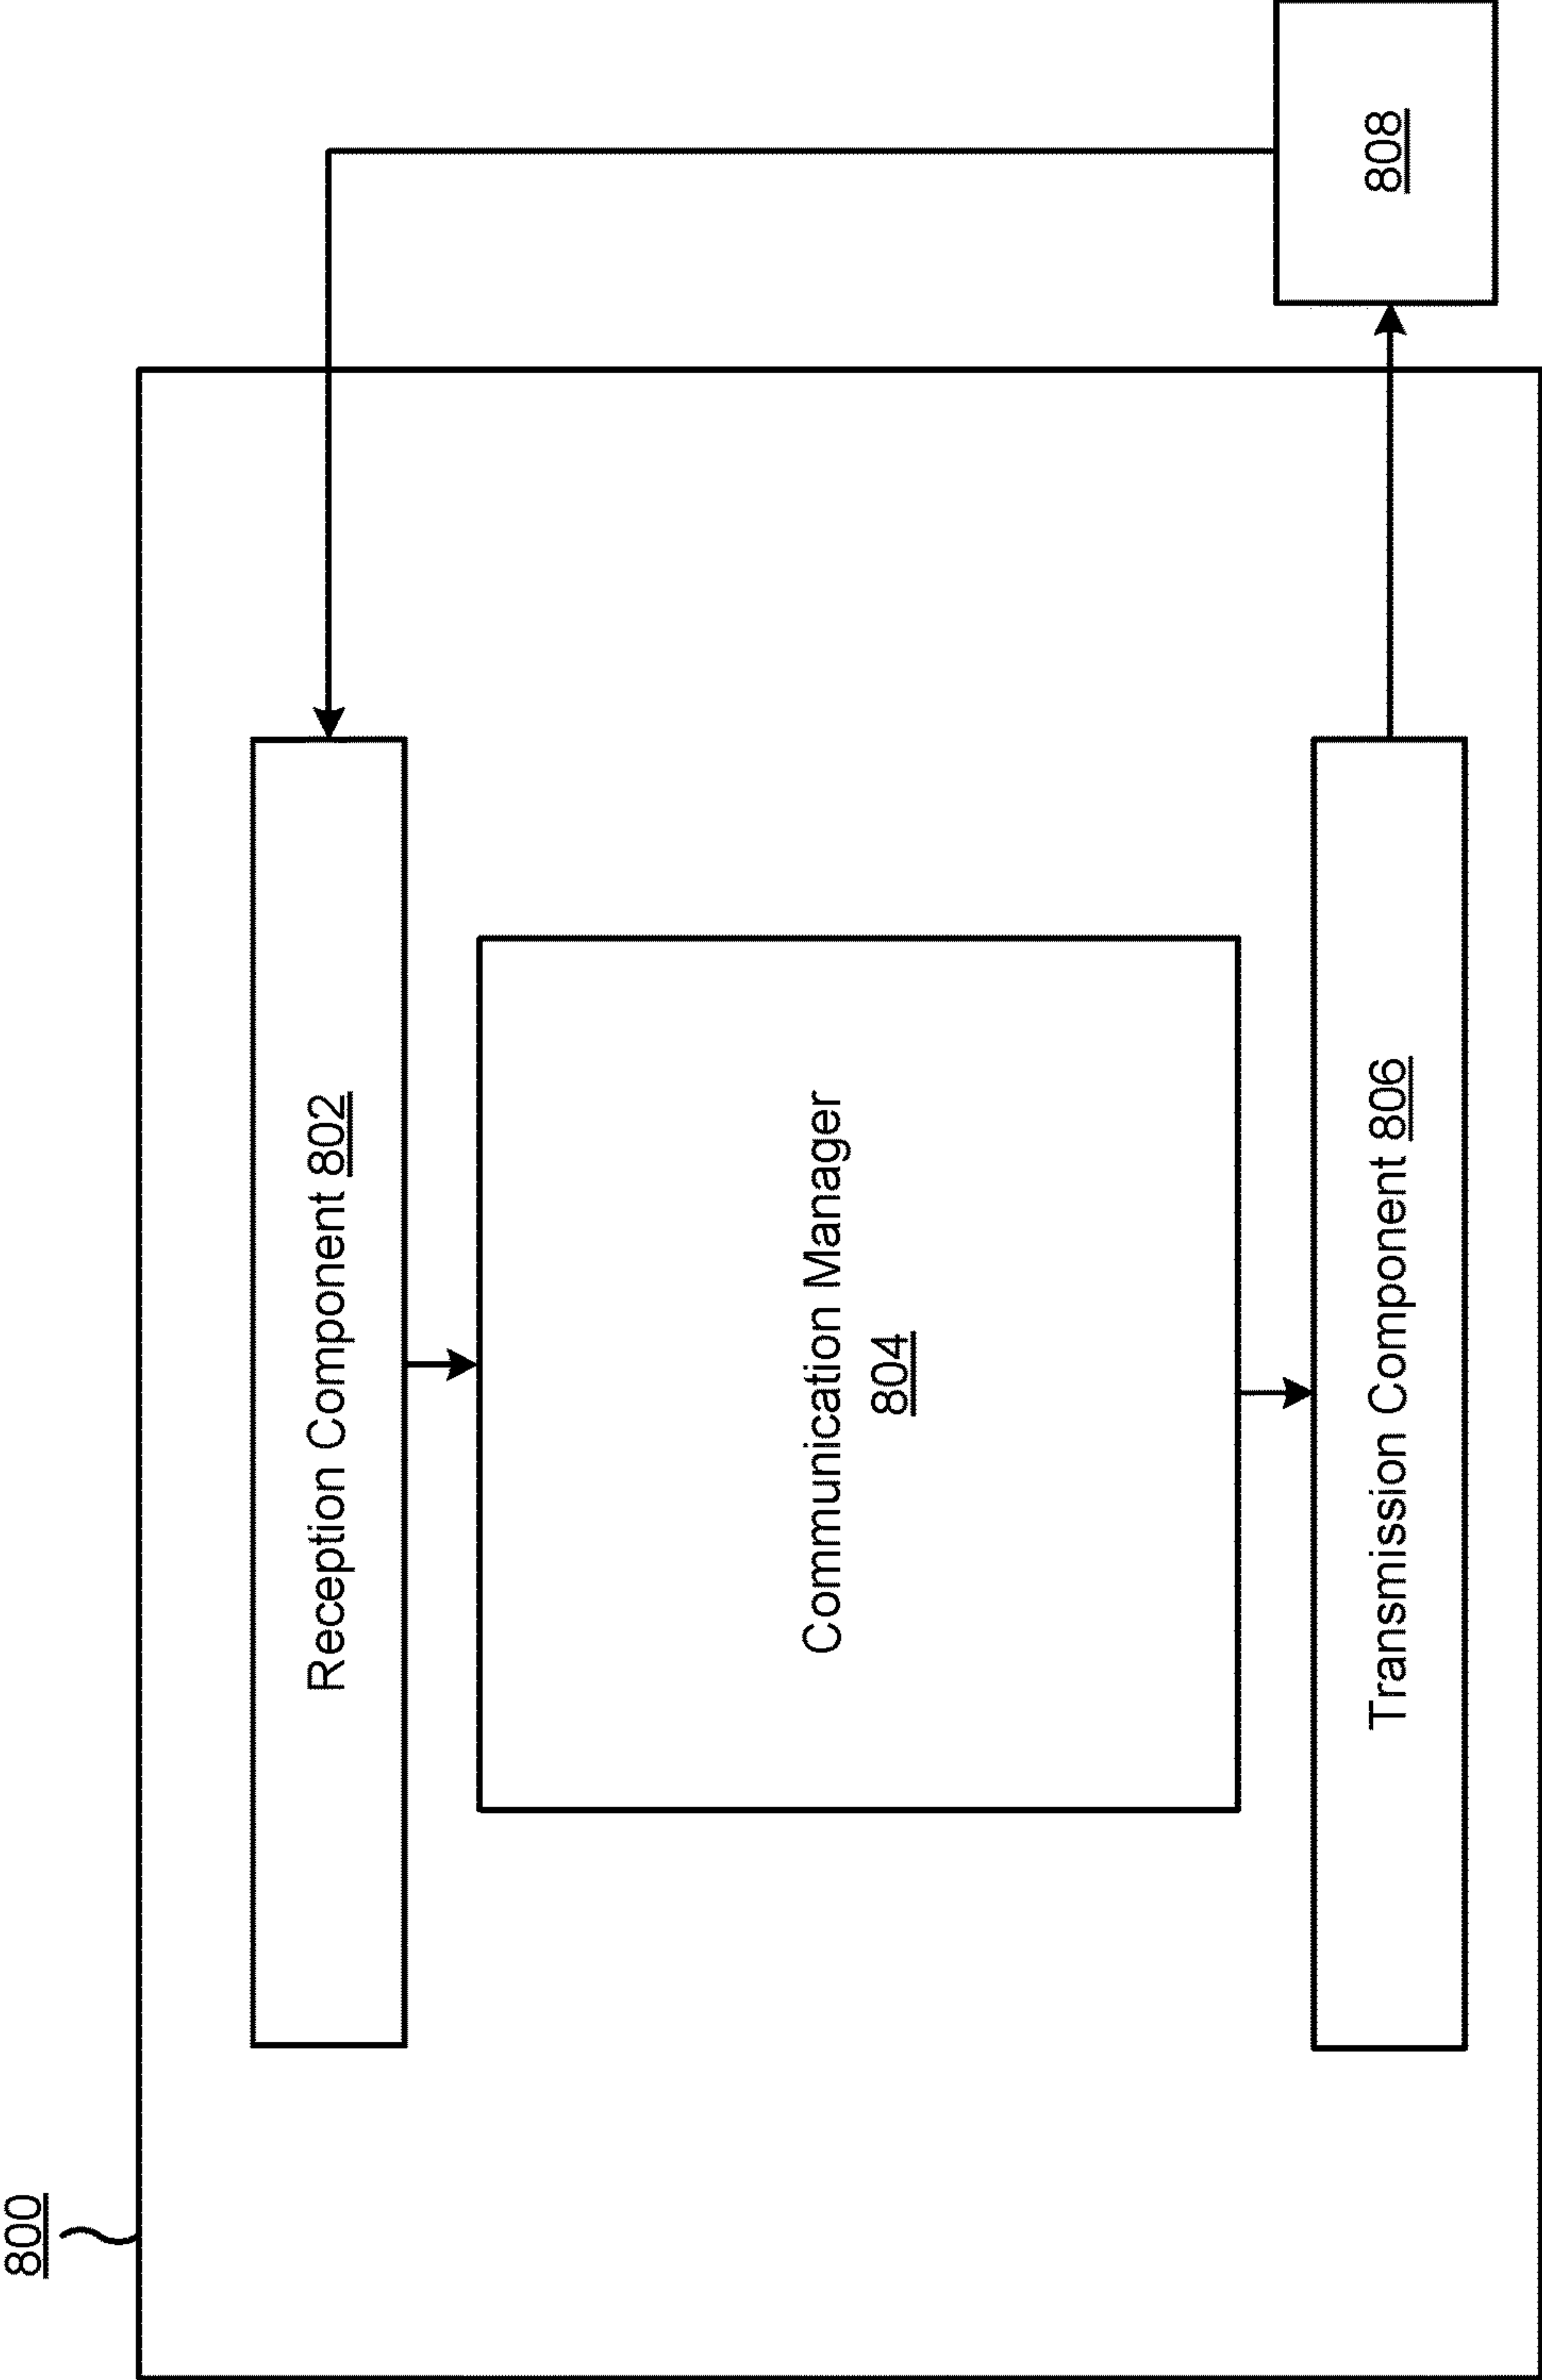 800
Reception Component 802
Communication Manager
804
Transmission Component 806
808